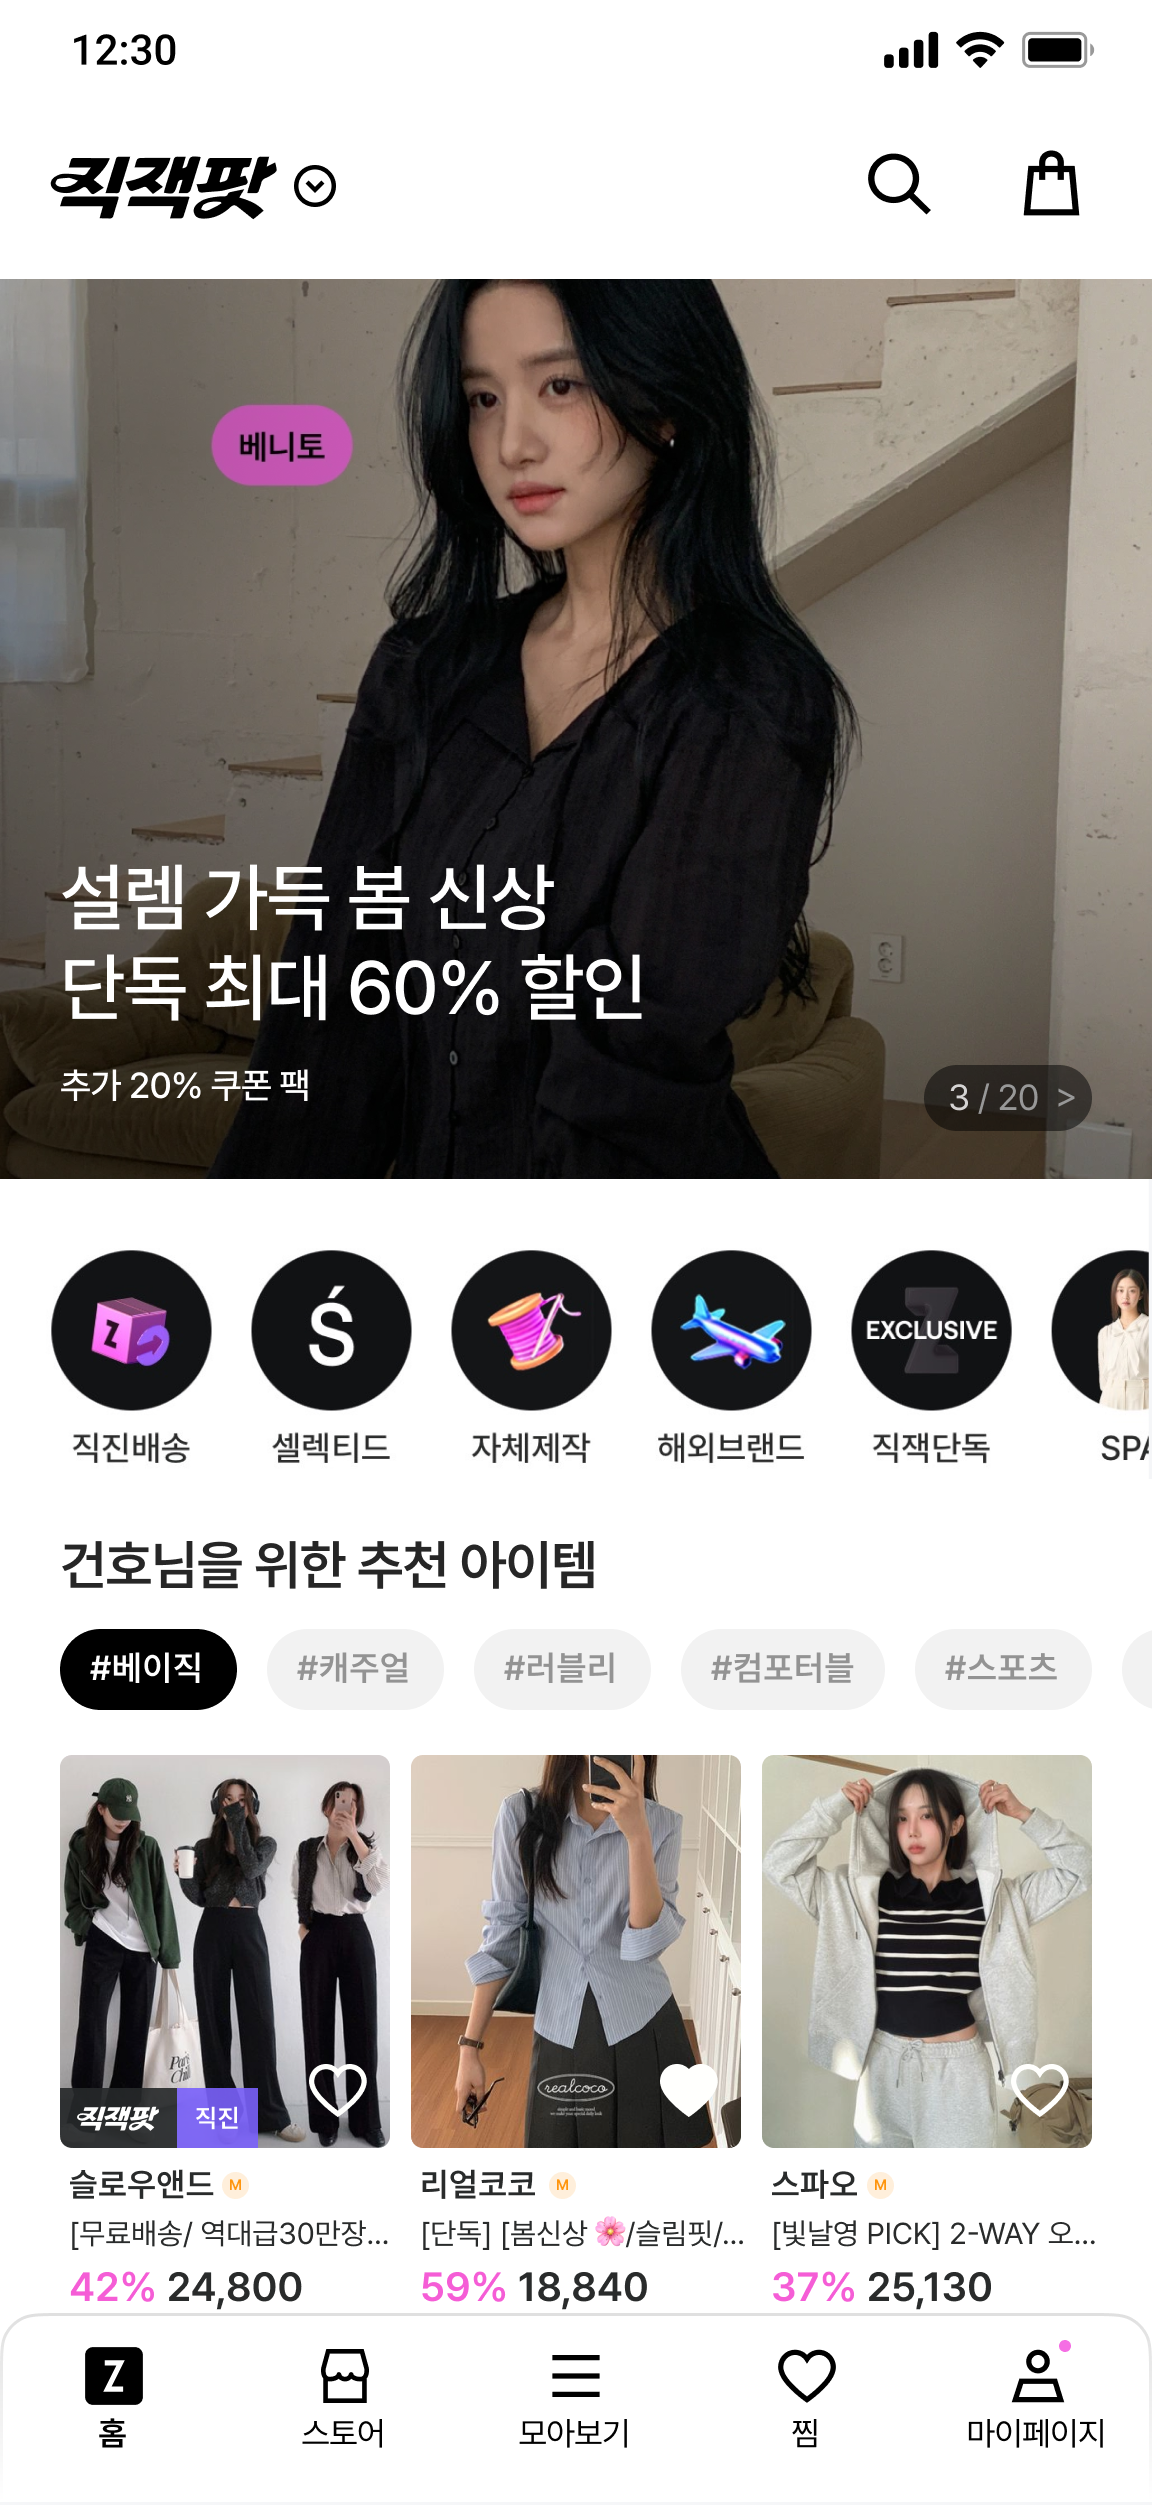 12:30
직잭팟
베니토
설렘 가득 봄 신상
단독 최대 60% 할인
추가 20% 쿠폰 팩
3 / 20 >
Z
Ś
EXCLUSIVE
직진배송
셀렉티드
자체제작
해외브랜드
직잭단독
SPA
건호님을 위한 추천 아이템
#베이직
#캐주얼
#러블리
#컴포터블
#스포츠
직잭팟
직진
realcoco
슬로우앤드 M
리얼코코 M
스파오 M
[무료배송/ 역대급30만장...
[단독] [봄신상 🌸/슬림핏/...
[빛날영 PICK] 2-WAY 오...
42% 24,800
59% 18,840
37% 25,130
Z
홈
스토어
모아보기
찜
마이페이지